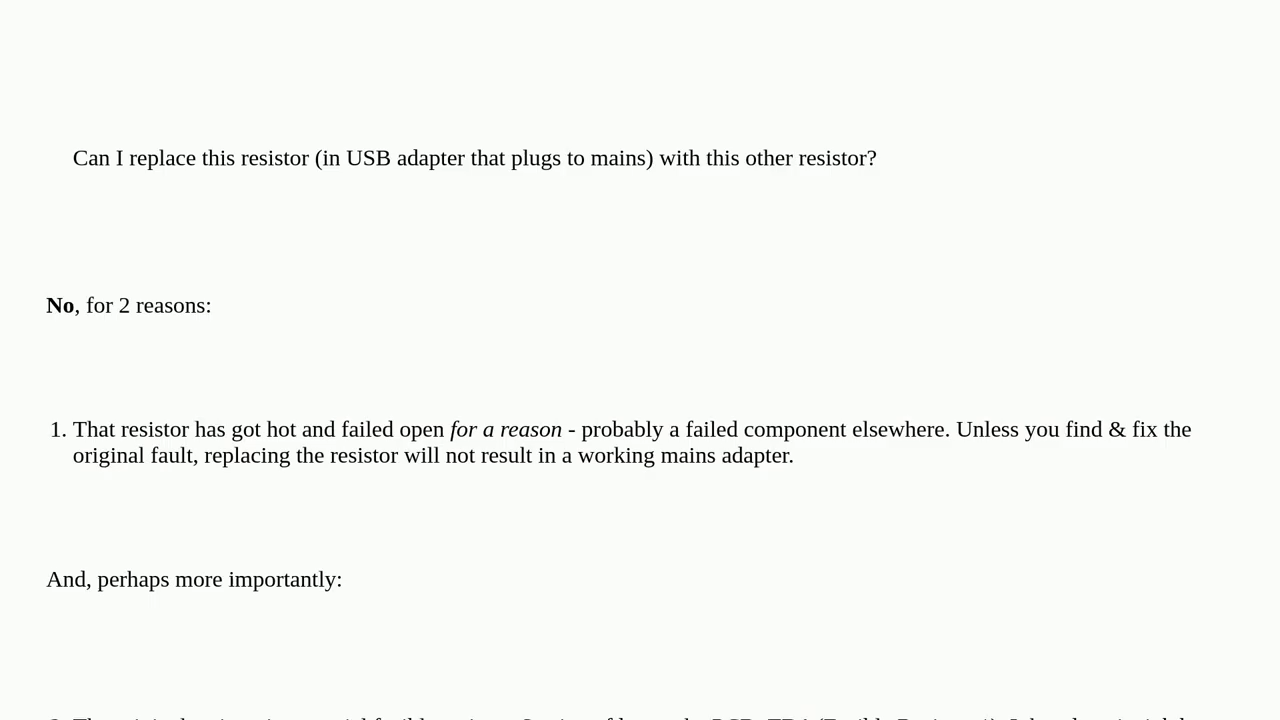 Can I replace this resistor (in USB adapter that plugs to mains) with this other resistor?
No, for 2 reasons:
1. That resistor has got hot and failed open for a reason - probably a failed component elsewhere. Unless you find & fix the
original fault, replacing the resistor will not result in a working mains adapter.
And, perhaps more importantly: